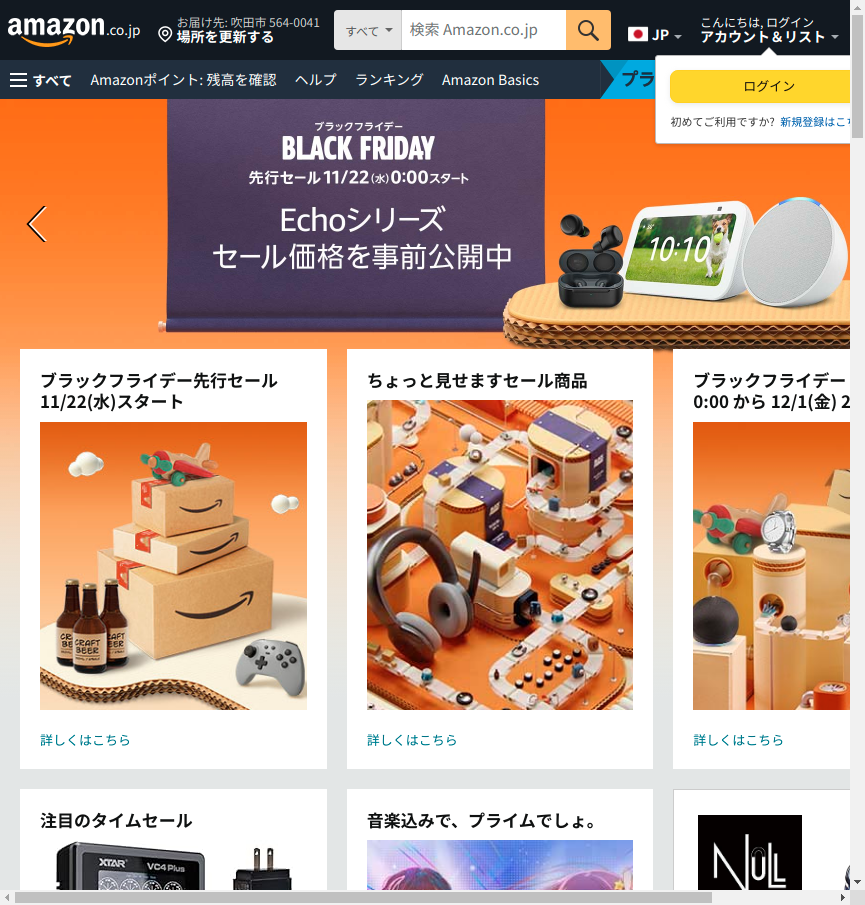 amazon.co.jp
お届け先: 吹田市 564-0041
場所を更新する
すべて
検索 Amazon.co.jp
JP
こんにちは, ログイン
アカウント＆リスト
すべて
Amazonポイント: 残高を確認
ヘルプ
ランキング
Amazon Basics
プラ
ログイン
初めてご利用ですか? 新規登録はこち
ブラックフライデー
BLACK FRIDAY
先行セール 11/22(水)0:00スタート
Echoシリーズ
セール価格を事前公開中
10:10
ブラックフライデー先行セール
11/22(水)スタート
CRAFT
BEER
詳しくはこちら
ちょっと見せますセール商品
詳しくはこちら
ブラックフライデー
0:00 から 12/1(金) 2
詳しくはこちら
注目のタイムセール
XTAR
VC4 Plus
音楽込みで、プライムでしょ。
NULL